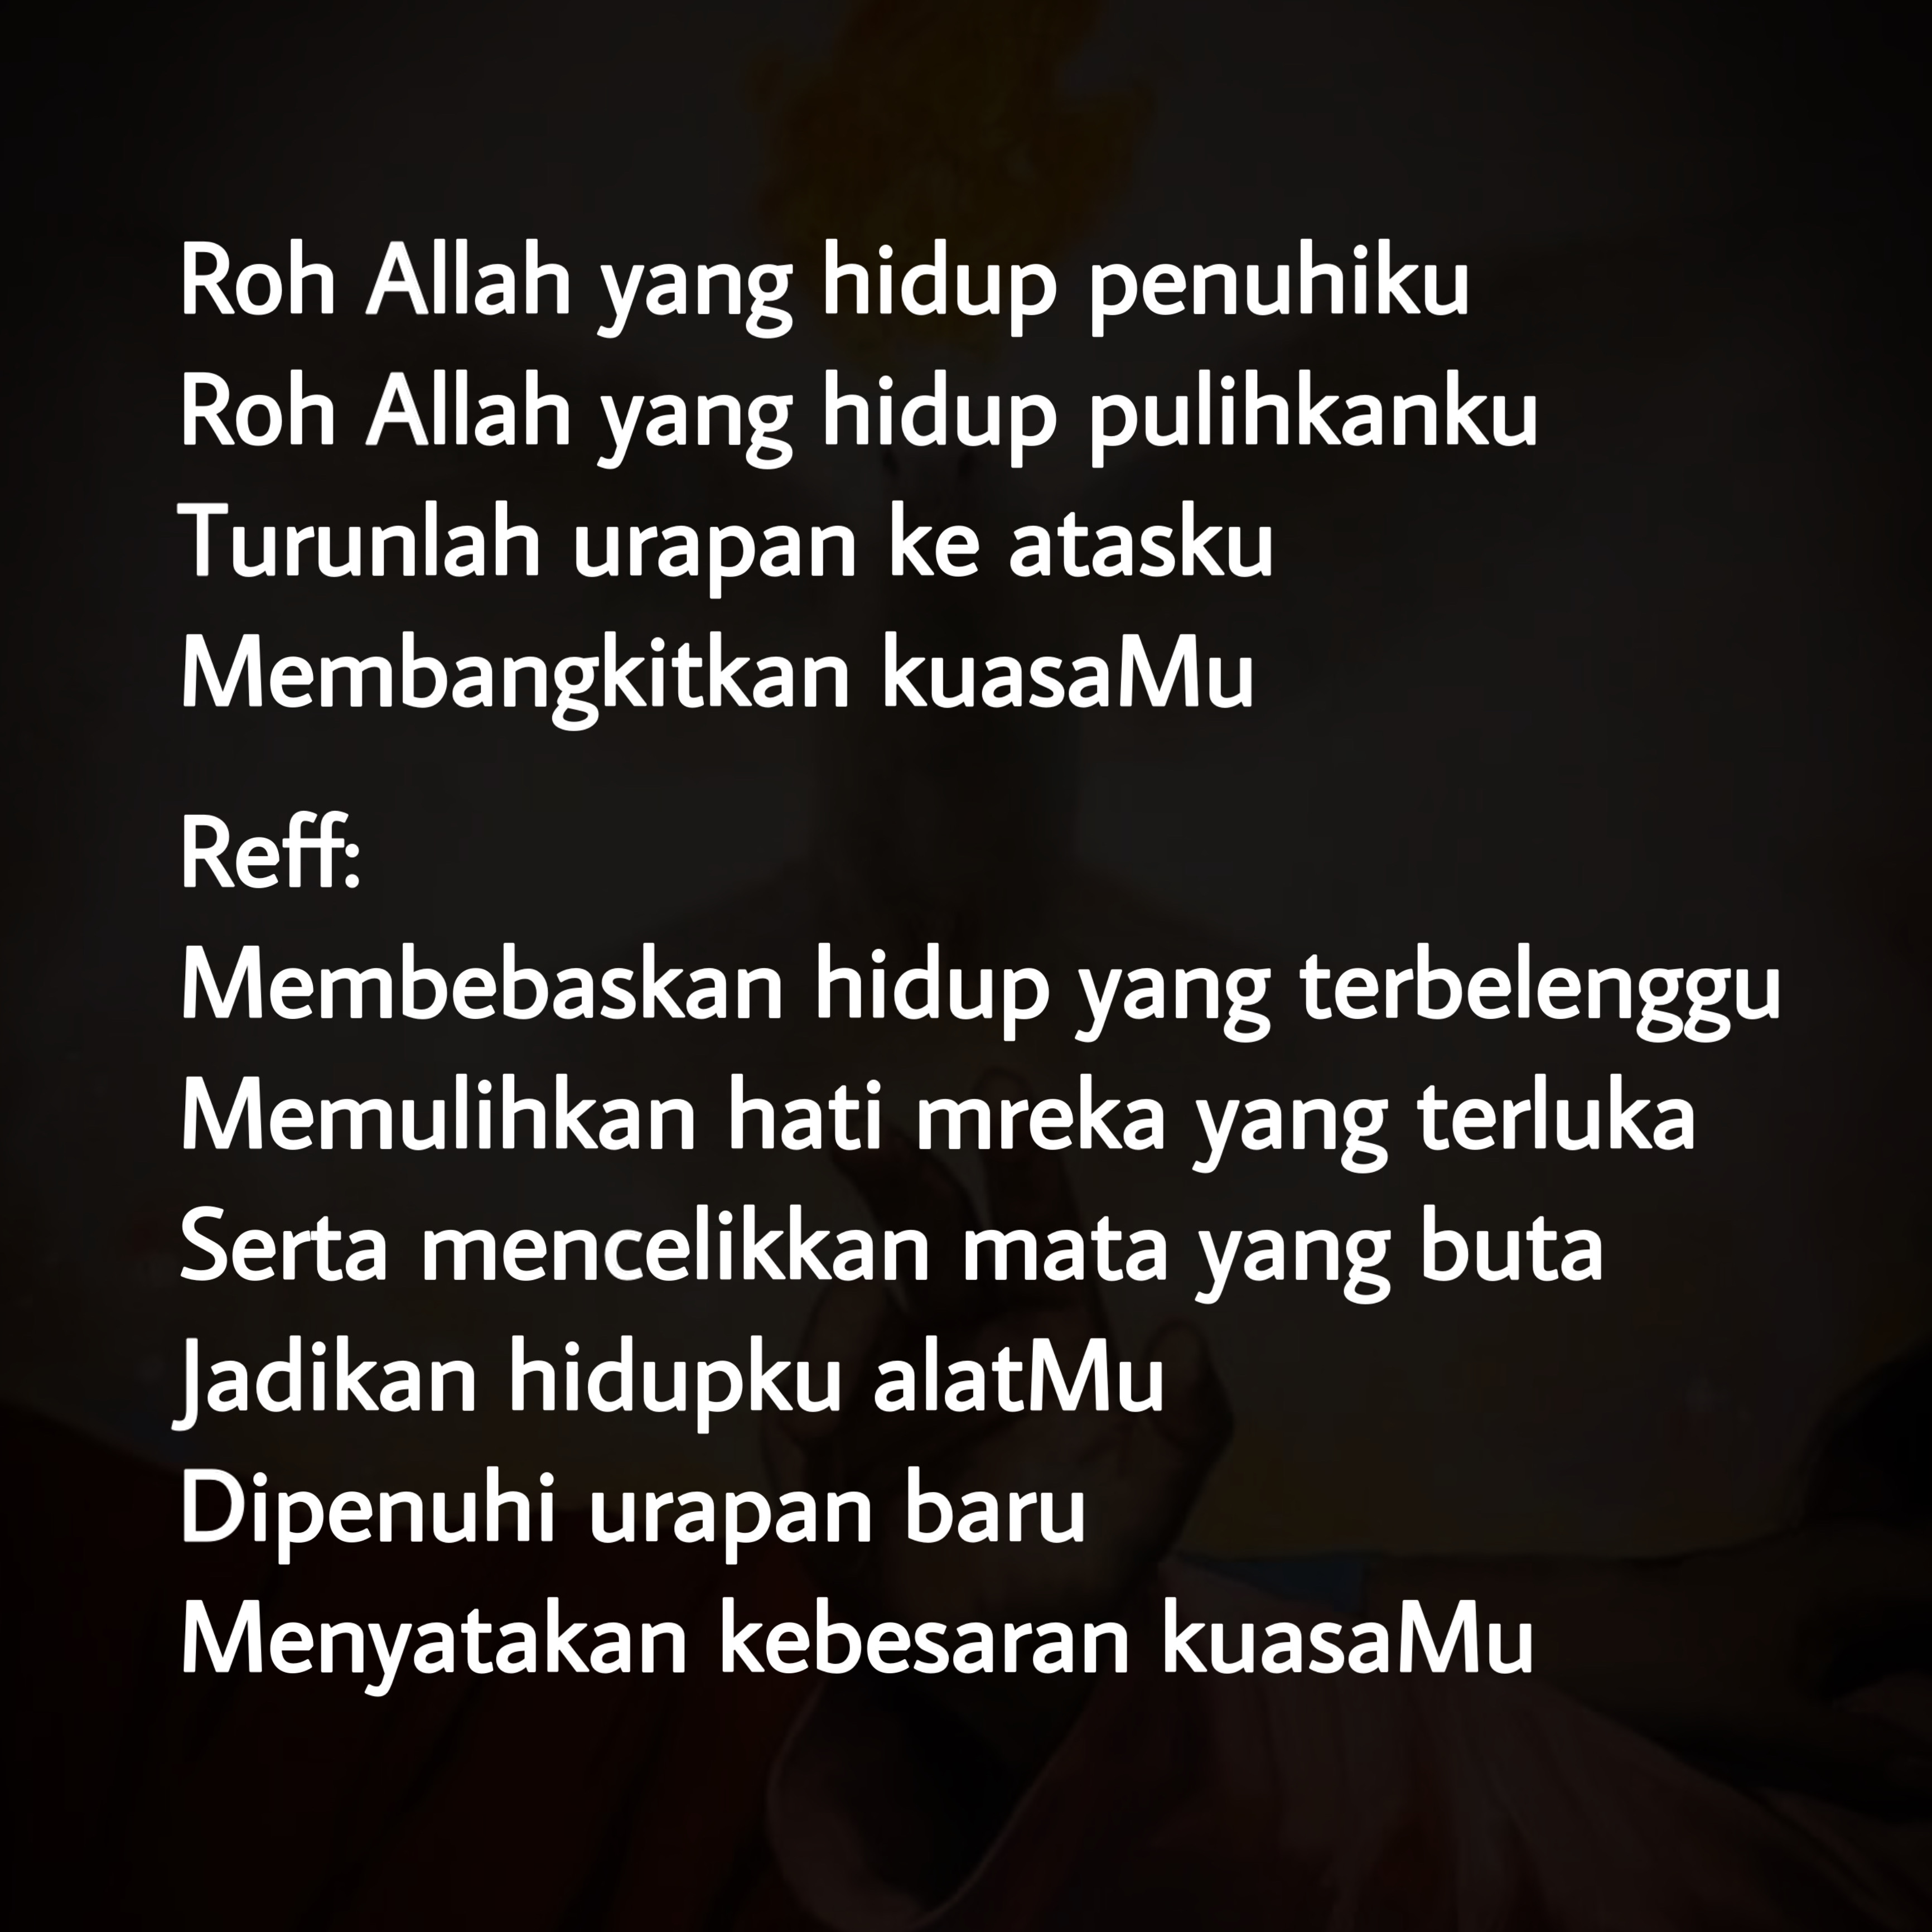 Roh Allah yang hidup penuhiku
Roh Allah yang hidup pulihkanku
Turunlah urapan ke atasku
Membangkitkan kuasaMu
Reff:
Membebaskan hidup yang terbelenggu
Memulihkan hati mreka yang terluka
Serta mencelikkan mata yang buta
Jadikan hidupku alatMu
Dipenuhi urapan baru
Menyatakan kebesaran kuasaMu